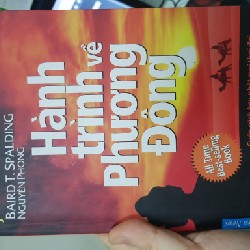 BAIRD T. SPALDING
NGUYÊN PHONG
Hành
trình về
Phương
Đông
All Time
Best-Selling
Book